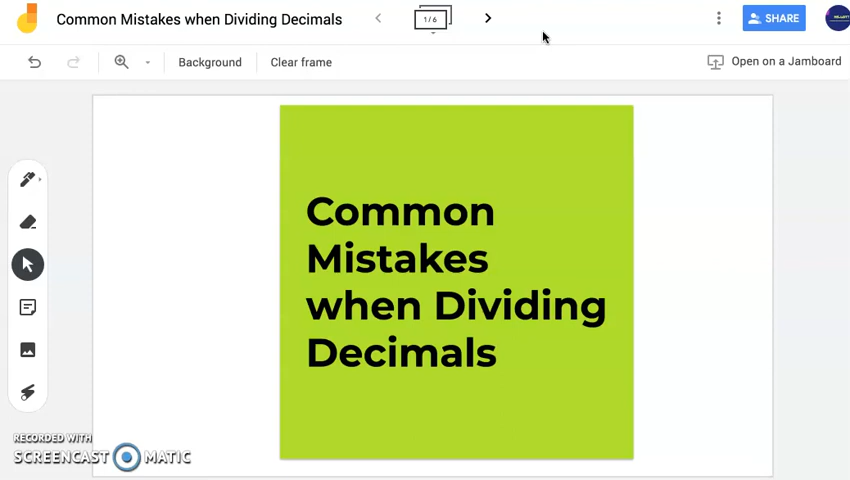 Common Mistakes when Dividing Decimals
1/6
SHARE
Background
Clear frame
Open on a Jamboard
Common
Mistakes
when Dividing
Decimals
RECORDED WITH
SCREENCAST MATIC